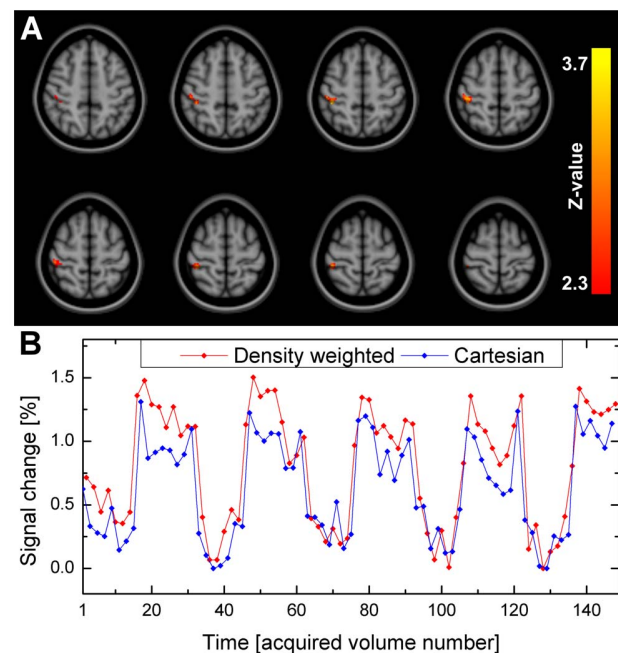 A
3.7
Z-value
2.3
B
Density weighted
Cartesian
Signal change [%]
1.5
1.0
0.5
0.0
1 20 40 60 80 100 120 140
Time [acquired volume number]